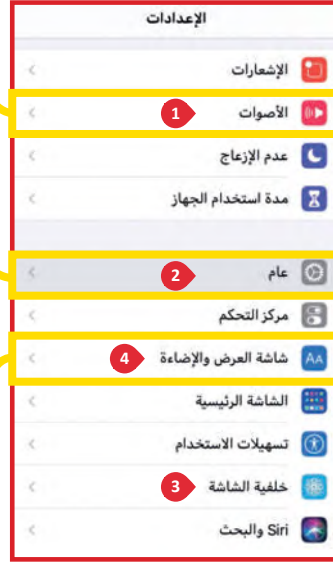 الإعدادات
الإشعارات
الأصوات 1
عدم الإزعاج
مدة استخدام الجهاز
عام 2
مركز التحكم
AA شاشة العرض والإضاءة 4
الشاشة الرئيسية
تسهيلات الاستخدام
خلفية الشاشة 3
Siri والبحث